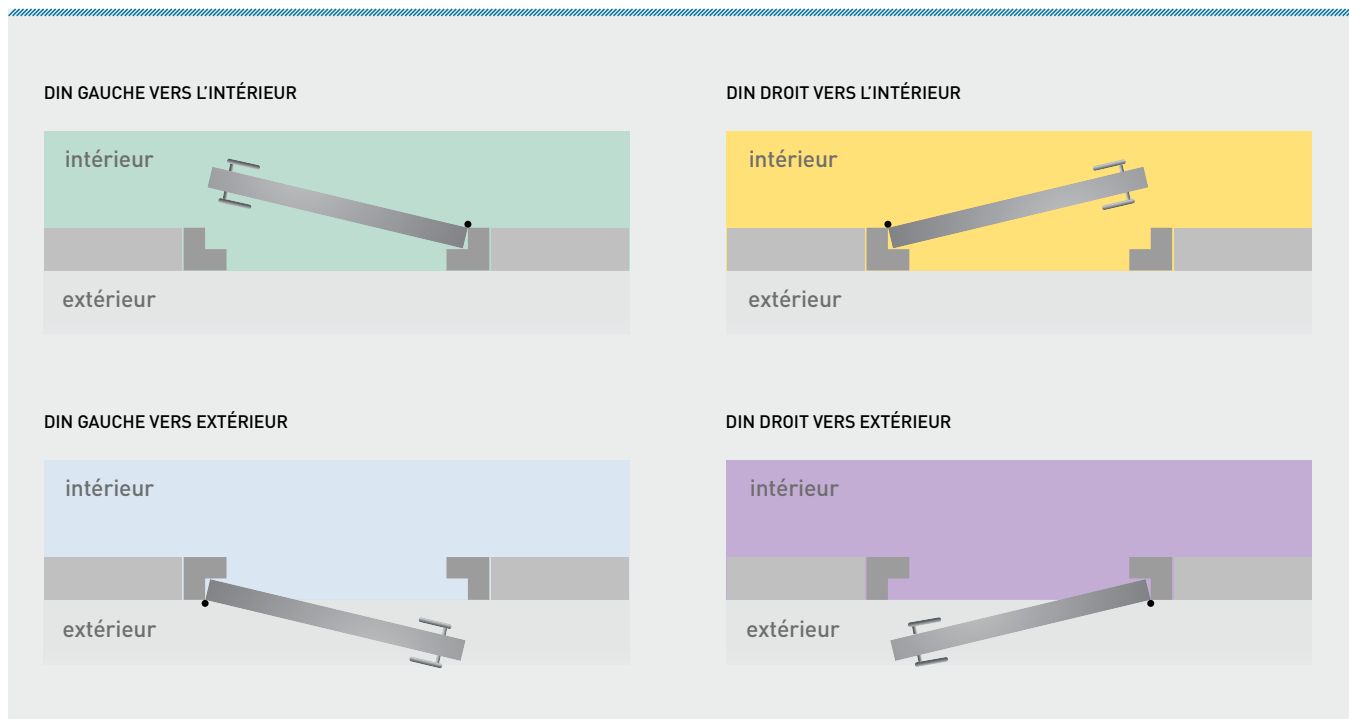 DIN GAUCHE VERS L'INTÉRIEUR
intérieur
extérieur
DIN DROIT VERS L'INTÉRIEUR
intérieur
extérieur
DIN GAUCHE VERS EXTÉRIEUR
intérieur
extérieur
DIN DROIT VERS EXTÉRIEUR
intérieur
extérieur